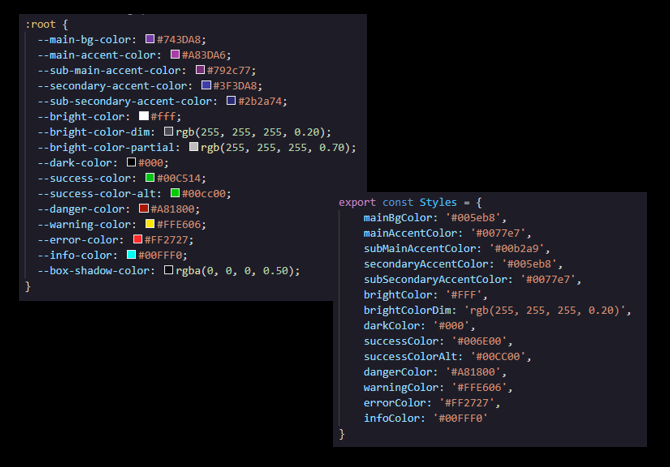 :root {
--main-bg-color: #743DA8;
--main-accent-color: #A83DA6;
--sub-main-accent-color: #792c77;
--secondary-accent-color: #3F3DA8;
--sub-secondary-accent-color: #2b2a74;
--bright-color: #fff;
--bright-color-dim: rgb(255, 255, 255, 0.20);
--bright-color-partial: rgb(255, 255, 255, 0.70);
--dark-color: #000;
--success-color: #00C514;
--success-color-alt: #00cc00;
--danger-color: #A81800;
--warning-color: #FFE606;
--error-color: #FF2727;
--info-color: #00FFF0;
--box-shadow-color: rgba(0, 0, 0, 0.50);
}
export const Styles = {
mainBgColor: '#005eb8',
mainAccentColor: '#0077e7',
subMainAccentColor: '#00b2a9',
secondaryAccentColor: '#005eb8',
subSecondaryAccentColor: '#0077e7',
brightColor: '#FFF',
brightColorDim: 'rgb(255, 255, 255, 0.20)',
darkColor: '#000',
successColor: '#006E00',
successColorAlt: '#00CC00',
dangerColor: '#A81800',
warningColor: '#FFE606',
errorColor: '#FF2727',
infoColor: '#00FFF0'
}